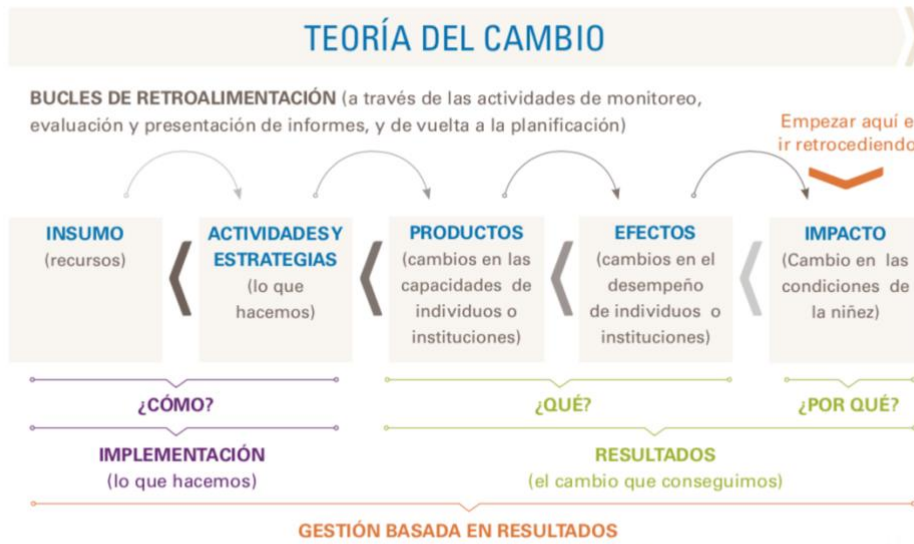 TEORÍA DEL CAMBIO
BUCLES DE RETROALIMENTACIÓN (a través de las actividades de monitoreo,
evaluación y presentación de informes, y de vuelta a la planificación)
Empezar aquí e
ir retrocediendo
INSUMO
(recursos)
ACTIVIDADES Y
ESTRATEGIAS
(lo que
hacemos)
PRODUCTOS
(cambios en las
capacidades de
individuos o
instituciones)
EFECTOS
(cambios en el
desempeño
de individuos o
instituciones)
IMPACTO
(Cambio en las
condiciones de
la niñez)
¿CÓMO?
¿QUÉ?
¿POR QUÉ?
IMPLEMENTACIÓN
(lo que hacemos)
RESULTADOS
(el cambio que conseguimos)
GESTIÓN BASADA EN RESULTADOS